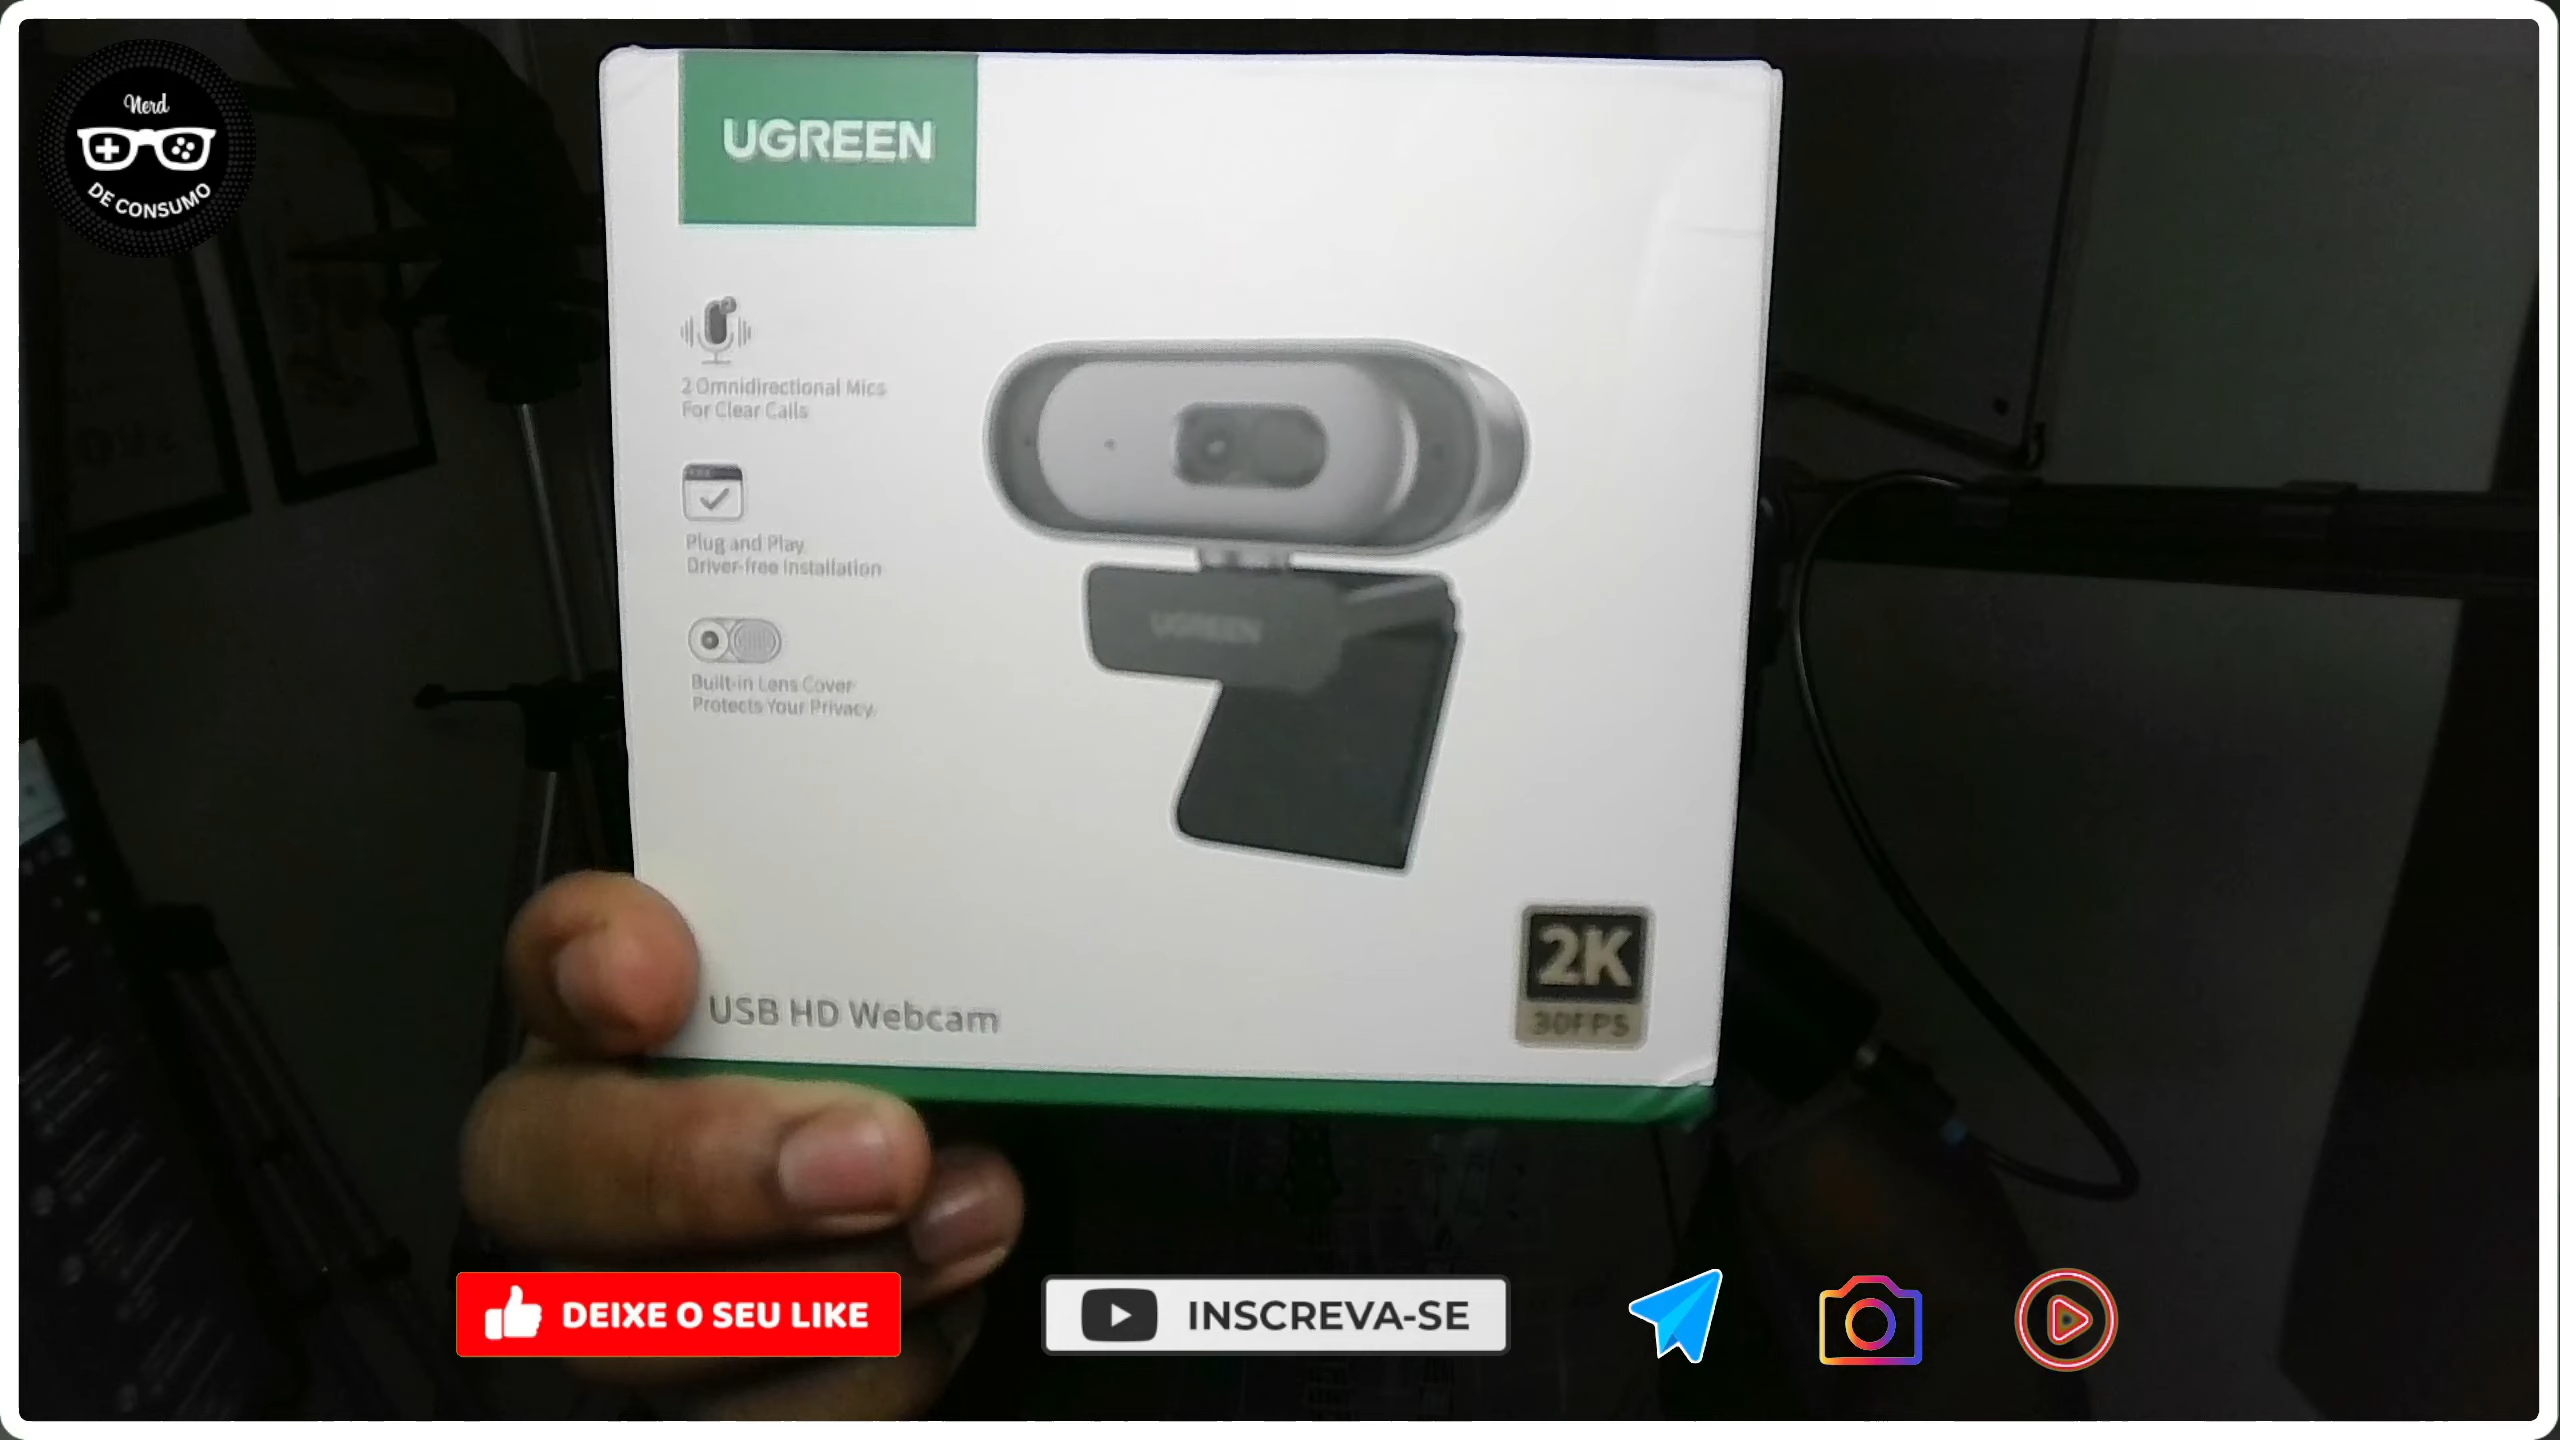 Nerd
DE CONSUMO
UGREEN
2 Omnidirectional Mics
For Clear Calls
Plug and Play
Driver-free Installation
Built-in Lens Cover
Protects Your Privacy
UGREEN
2K
30FPS
USB HD Webcam
DEIXE O SEU LIKE
INSCREVA-SE